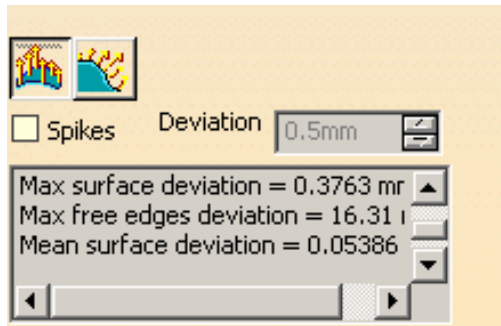 Spikes Deviation 0.5mm
Max surface deviation = 0.3763 mr
Max free edges deviation = 16.31
Mean surface deviation = 0.05386